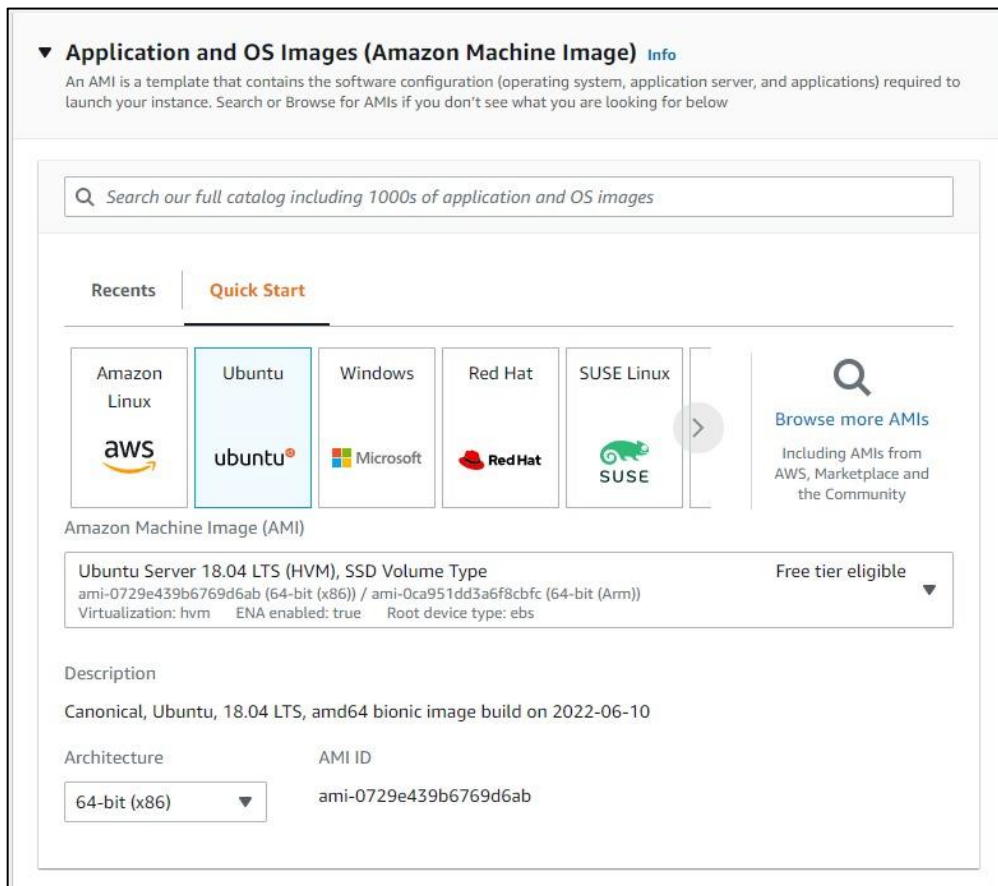 Application and OS Images (Amazon Machine Image) Info
An AMI is a template that contains the software configuration (operating system, application server, and applications) required to
launch your instance. Search or Browse for AMIs if you don't see what you are looking for below
Search our full catalog including 1000s of application and OS images
Recents
Quick Start
Amazon
Linux
aws
Ubuntu
ubuntu
Windows
Microsoft
Red Hat
Red Hat
SUSE Linux
SUSE
Browse more AMIs
Including AMIs from
AWS, Marketplace and
the Community
Amazon Machine Image (AMI)
Ubuntu Server 18.04 LTS (HVM), SSD Volume Type
Free tier eligible
ami-0729e439b6769d6ab (64-bit (x86)) / ami-0ca951dd3a6f8cbfc (64-bit (Arm))
Virtualization: hvm ENA enabled: true Root device type: ebs
Description
Canonical, Ubuntu, 18.04 LTS, amd64 bionic image build on 2022-06-10
Architecture
AMI ID
64-bit (x86)
ami-0729e439b6769d6ab